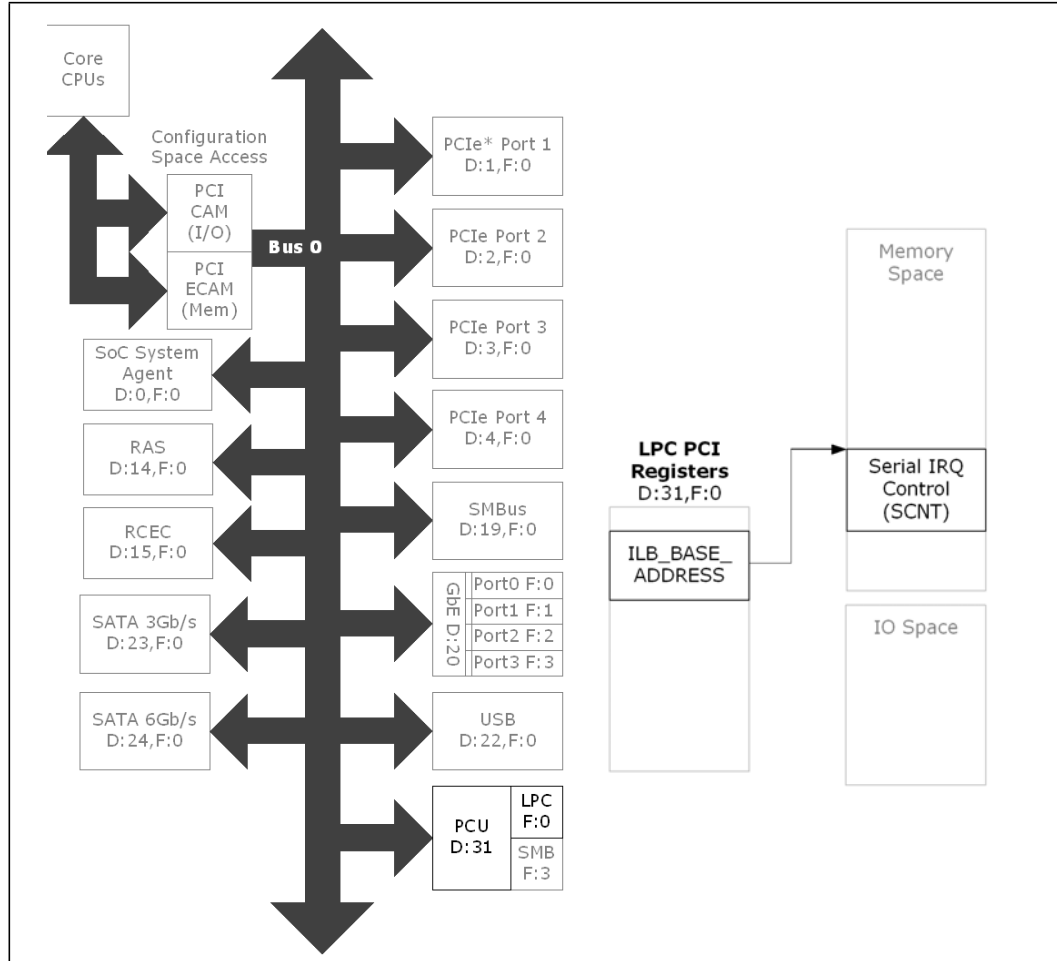 Core
CPUs
Configuration
Space Access
PCI
CAM
(I/O)
PCI
ECAM
(Mem)
Bus 0
SoC System
Agent
D:0,F:0
RAS
D:14,F:0
RCEC
D:15,F:0
SATA 3Gb/s
D:23,F:0
SATA 6Gb/s
D:24,F:0
PCIe* Port 1
D:1,F:0
PCIe Port 2
D:2,F:0
PCIe Port 3
D:3,F:0
PCIe Port 4
D:4,F:0
SMBus
D:19,F:0
GbE D:20
Port0 F:0
Port1 F:1
Port2 F:2
Port3 F:3
USB
D:22,F:0
PCU
D:31
LPC
F:0
SMB
F:3
LPC PCI
Registers
D:31,F:0
ILB_BASE_
ADDRESS
Memory
Space
Serial IRQ
Control
(SCNT)
IO Space